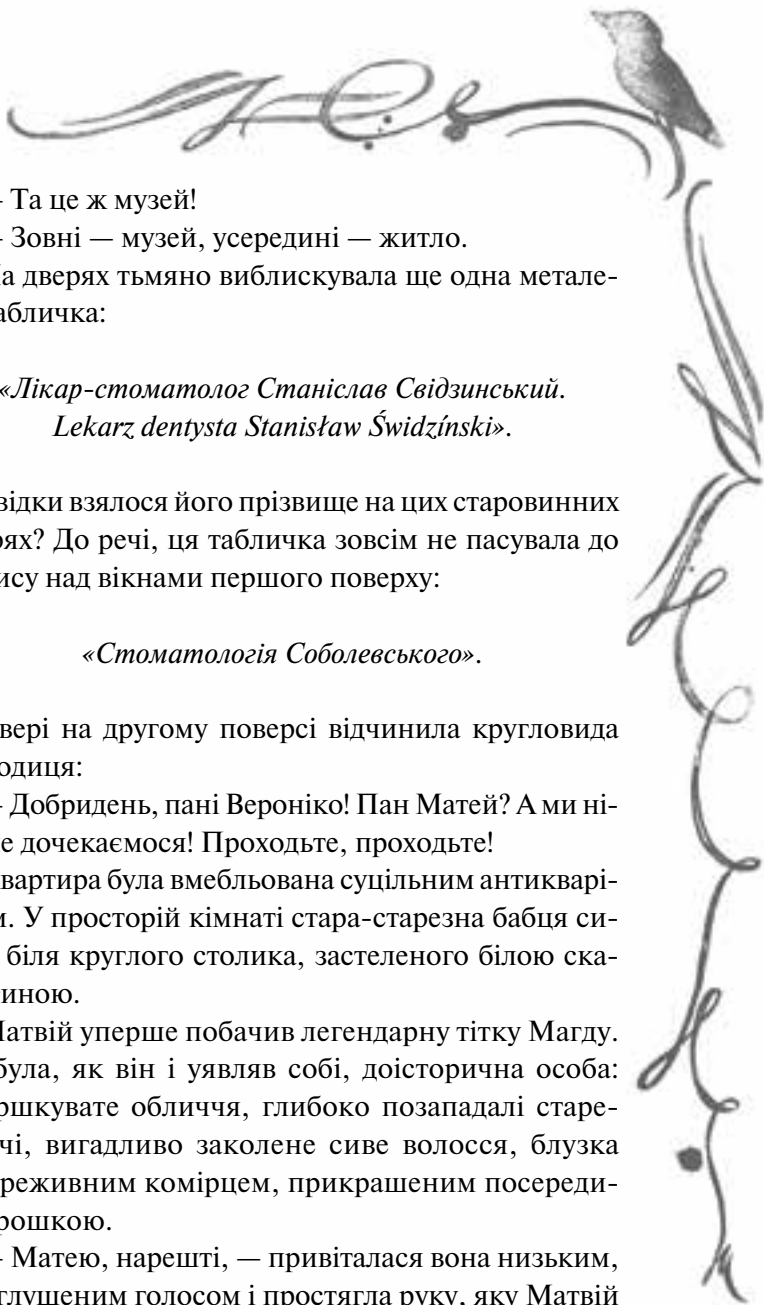 — Та це ж музей!
— Зовні — музей, усередині — житло.
На дверях тьмяно виблискувала ще одна метале-
абличка:
«Лікар-стоматолог Станіслав Свідзинський.
Lekarz dentysta Stanisław Świdzínski».
відки взялося його прізвище на цих старовинних
рях? До речі, ця табличка зовсім не пасувала до
ису над вікнами першого поверху:
«Стоматологія Соболевського».
вері на другому поверсі відчинила кругловида
одиця:
— Добридень, пані Вероніко! Пан Матей? А ми ні-
е дочекаємося! Проходьте, проходьте!
вартира була вмебльована суцільним антикварі-
м. У просторій кімнаті стара-старезна бабця си-
біля круглого столика, застеленого білою ска-
тиною.
Матвій уперше побачив легендарну тітку Магду.
була, як він і уявляв собі, доісторична особа:
ршкувате обличчя, глибоко позападалі старе-
чі, вигадливо заколене сиве волосся, блузка
реживним комірцем, прикрашеним посереди-
рошкою.
— Матею, нарешті, — привіталася вона низьким,
глушеним голосом і простягла руку, яку Матвій